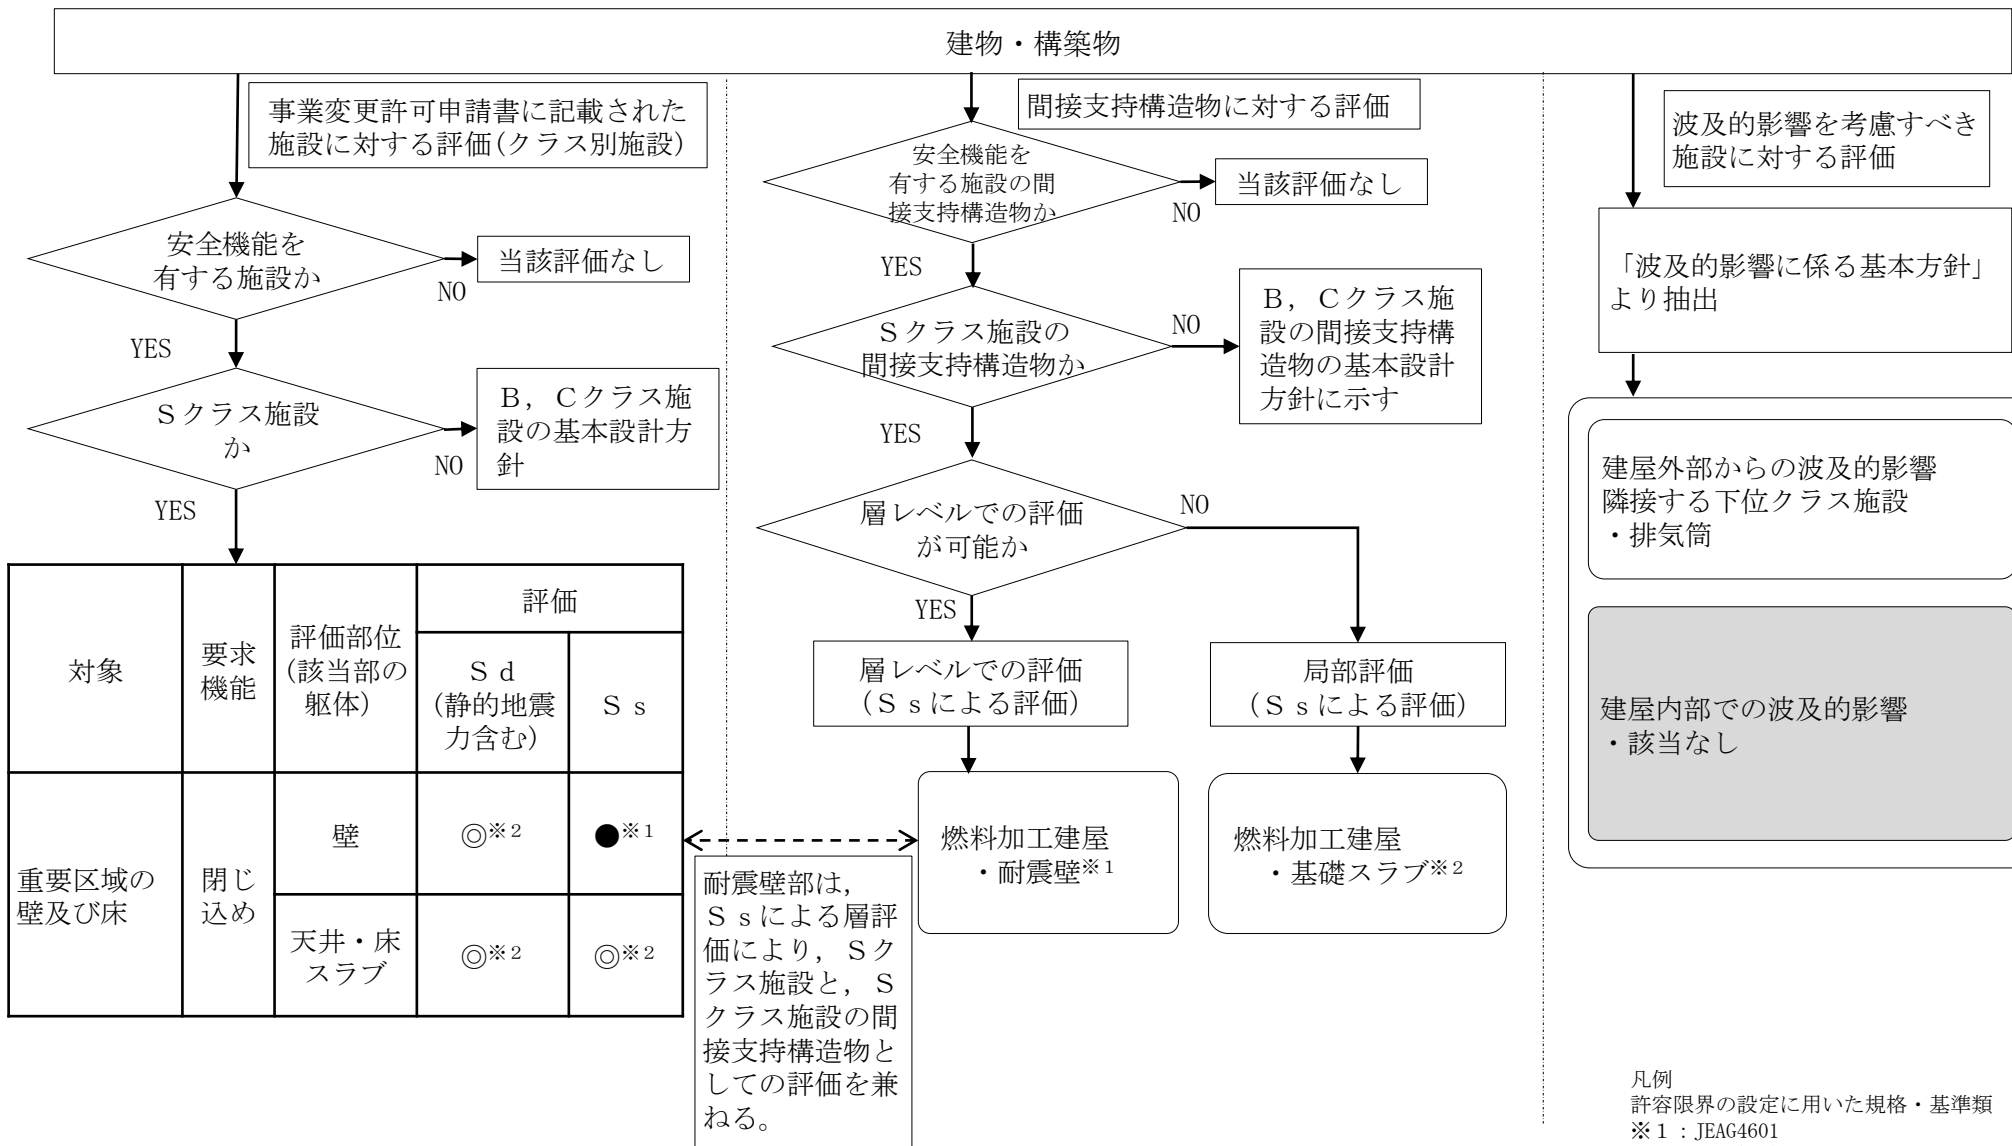 建物・構築物
事業変更許可申請書に記載された
施設に対する評価(クラス別施設)
安全機能を
有する施設か
NO
当該評価なし
YES
Sクラス施設
か
NO
B，Cクラス施
設の基本設計方
針
YES
対象
要求
機能
評価部位
(該当部の
躯体)
評価
Sd
(静的地震
力含む)
Ss
重要区域の
壁及び床
閉じ
込め
壁
◎※2
●※1
天井・床
スラブ
◎※2
◎※2
耐震壁部は，
Ssによる層評
価により，Sク
ラス施設と，S
クラス施設の間
接支持構造物と
しての評価を兼
ねる。
間接支持構造物に対する評価
安全機能を
有する施設の間
接支持構造物か
NO
当該評価なし
YES
Sクラス施設の
間接支持構造物か
NO
B，Cクラス施
設の間接支持構
造物の基本設計
方針に示す
YES
層レベルでの評価
が可能か
NO
YES
層レベルでの評価
(Ssによる評価)
局部評価
(Ssによる評価)
燃料加工建屋
・耐震壁※1
燃料加工建屋
・基礎スラブ※2
波及的影響を考慮すべき
施設に対する評価
「波及的影響に係る基本方針」
より抽出
建屋外部からの波及的影響
隣接する下位クラス施設
・排気筒
建屋内部での波及的影響
・該当なし
凡例
許容限界の設定に用いた規格・基準類
※1：JEAG4601